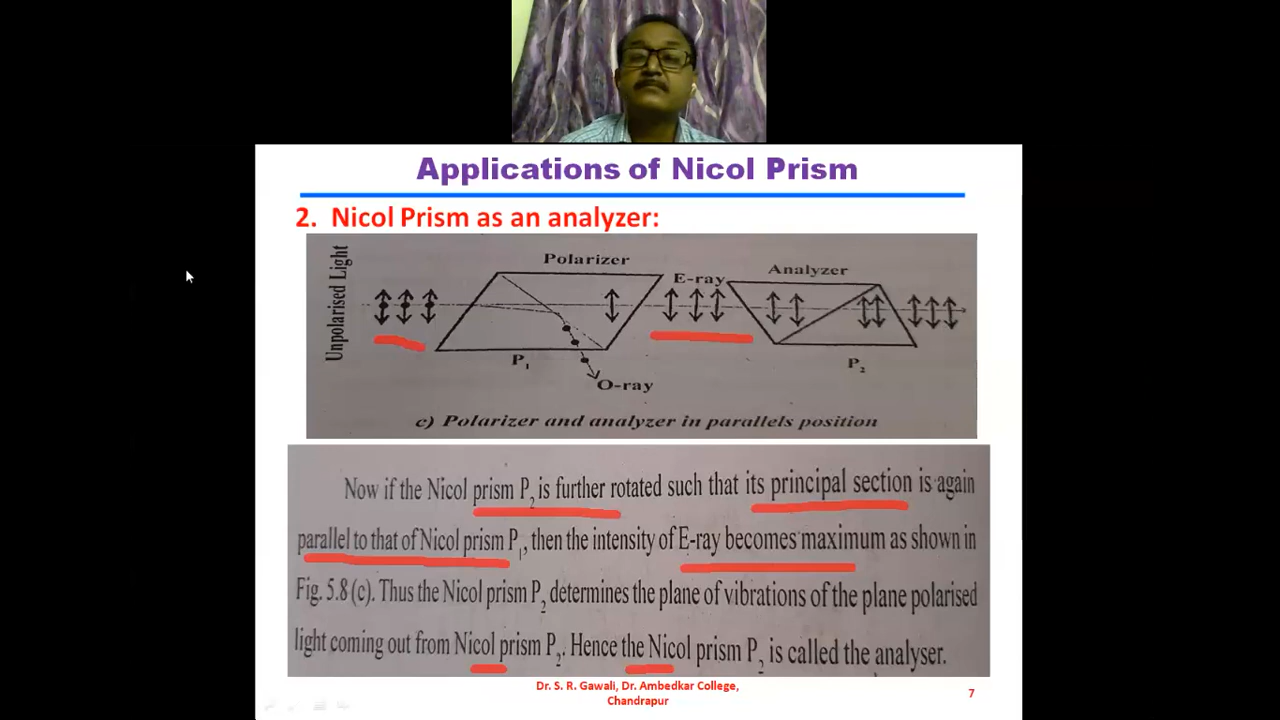 Applications of Nicol Prism
2. Nicol Prism as an analyzer:
Unpolarised Light
Polarizer
E-ray
Analyzer
P1
P2
O-ray
c) Polarizer and analyzer in parallels position
Now if the Nicol prism P2 is further rotated such that its principal section is again
parallel to that of Nicol prism P1, then the intensity of E-ray becomes maximum as shown in
Fig. 5.8 (c). Thus the Nicol prism P2 determines the plane of vibrations of the plane polarised
light coming out from Nicol prism P2. Hence the Nicol prism P2 is called the analyser.
Dr. S. R. Gawali, Dr. Ambedkar College,
Chandrapur
7